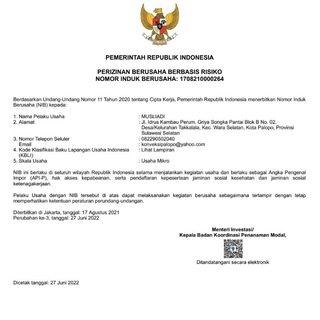 PEMERINTAH REPUBLIK INDONESIA
PERIZINAN BERUSAHA BERBASIS RISIKO
NOMOR INDUK BERUSAHA: 1708210000264
Berdasarkan Undang-Undang Nomor 11 Tahun 2020 tentang Cipta Kerja, Pemerintah Republik Indonesia menerbitkan Nomor Induk
Berusaha (NIB) kepada:
1. Nama Pelaku Usaha : MUSLIADI
2. Alamat : Jl. Idrus Kambau Perum. Griya Songka Pantai Blok B No. 02,
Desa/Kelurahan Takkalala, Kec. Wara Selatan, Kota Palopo, Provinsi
Sulawesi Selatan
3. Nomor Telepon Seluler : 082290502040
Email : konveksipalopo@yahoo.com
4. Kode Klasifikasi Baku Lapangan Usaha Indonesia : Lihat Lampiran
(KBLI)
5. Skala Usaha : Usaha Mikro
NIB ini berlaku di seluruh wilayah Republik Indonesia selama menjalankan kegiatan usaha dan berlaku sebagai Angka Pengenal
Impor (API-P), hak akses kepabeanan, serta pendaftaran kepesertaan jaminan sosial kesehatan dan jaminan sosial
ketenagakerjaan.
Pelaku Usaha dengan NIB tersebut di atas dapat melaksanakan kegiatan berusaha sebagaimana terlampir dengan tetap
memperhatikan ketentuan peraturan perundang-undangan.
Diterbitkan di Jakarta, tanggal: 17 Agustus 2021
Perubahan ke-3, tanggal: 27 Juni 2022
Menteri Investasi/
Kepala Badan Koordinasi Penanaman Modal,
Ditandatangani secara elektronik
Dicetak tanggal: 27 Juni 2022